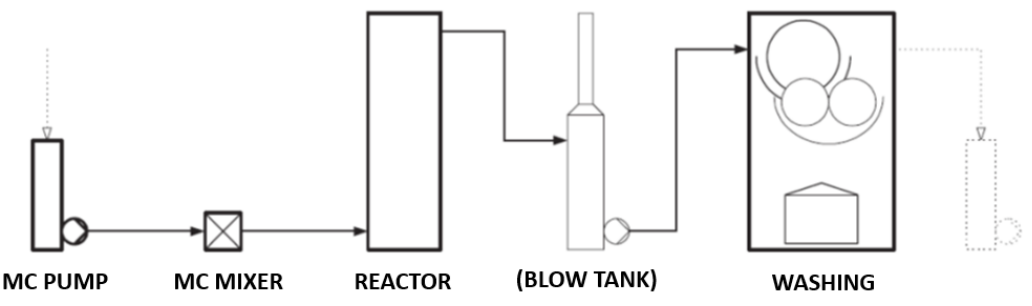 MC PUMP MC MIXER REACTOR (BLOW TANK) WASHING